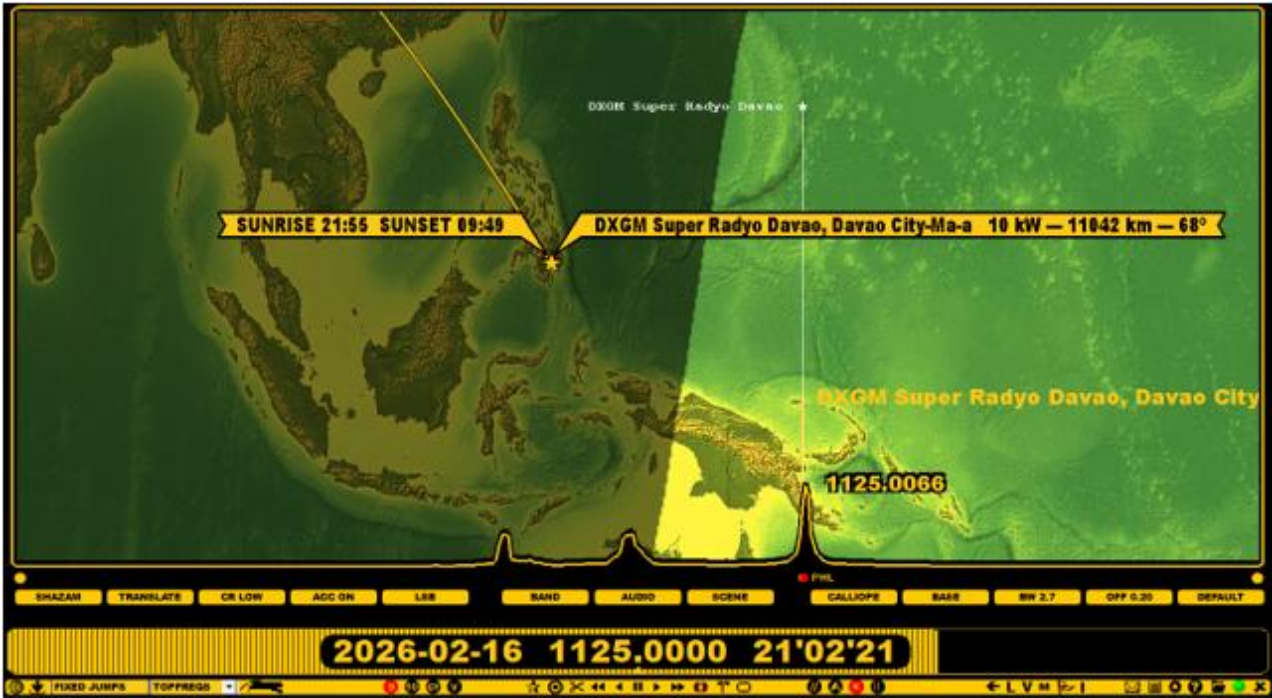 DXGM Super Radyo Davao
SUNRISE 21:55 SUNSET 09:49
DXGM Super Radyo Davao, Davao City-Ma-a 10 kW — 11042 km — 68°
DXGM Super Radyo Davao, Davao City
1125.0066
PHL
SHAZAM TRANSLATE CR LOW AGC ON LSB BAND AUDIO SCENE CALLIOPE BASE BW 2.7 OFF 0.20 DEFAULT
2026-02-16 1125.0000 21'02'21
FIXED JUMPS TOPFREQS
L V M